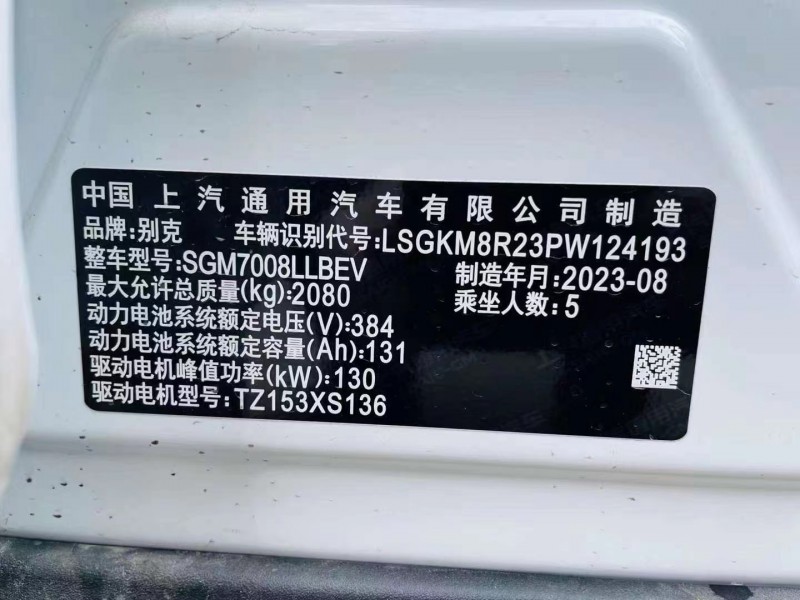 中国上汽通用汽车有限公司制造
品牌:别克 车辆识别代号:LSGKM8R23PW124193
整车型号:SGM7008LLBEV 制造年月:2023-08
最大允许总质量(kg):2080 乘坐人数:5
动力电池系统额定电压(V):384
动力电池系统额定容量(Ah):131
驱动电机峰值功率(kW):130
驱动电机型号:TZ153XS136